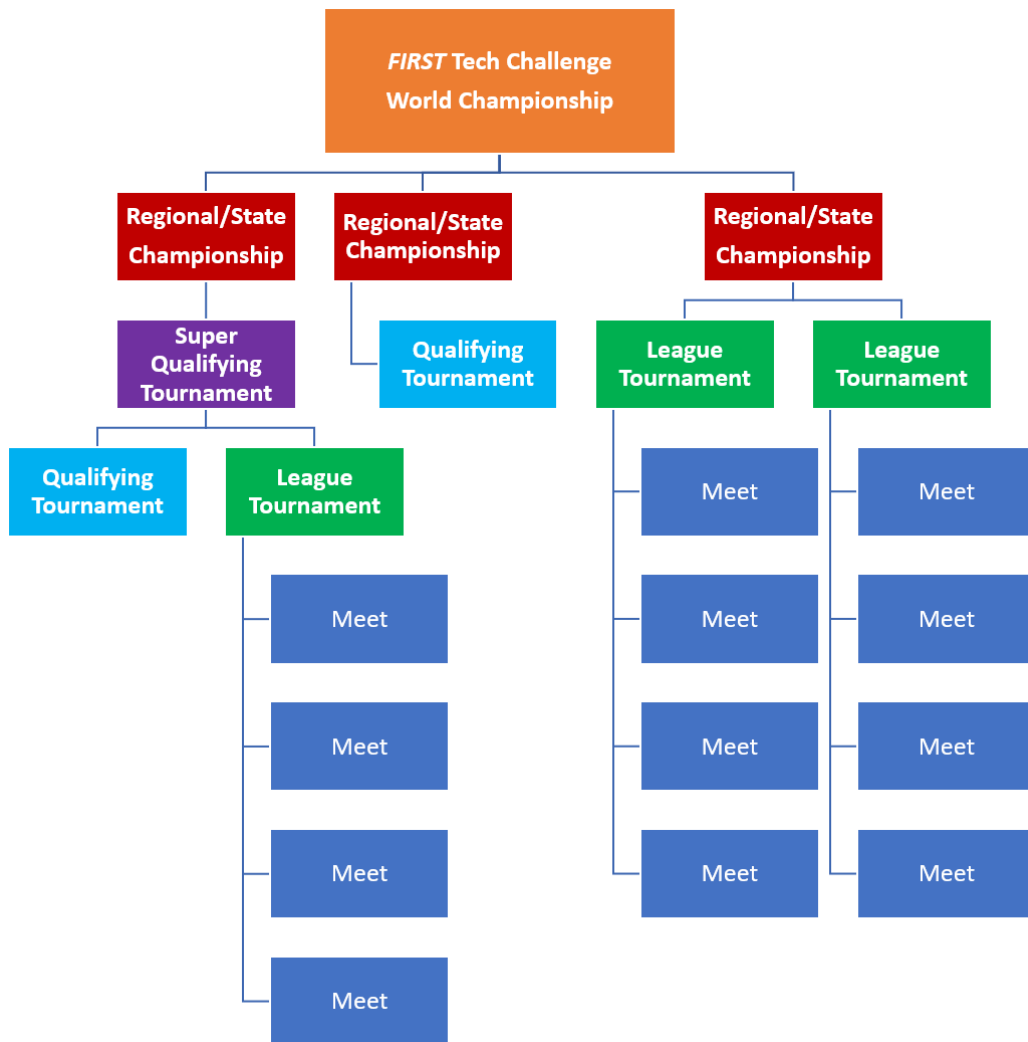 FIRST Tech Challenge
World Championship
Regional/State
Championship
Regional/State
Championship
Regional/State
Championship
Super
Qualifying
Tournament
Qualifying
Tournament
League
Tournament
League
Tournament
Qualifying
Tournament
League
Tournament
Meet
Meet
Meet
Meet
Meet
Meet
Meet
Meet
Meet
Meet
Meet
Meet